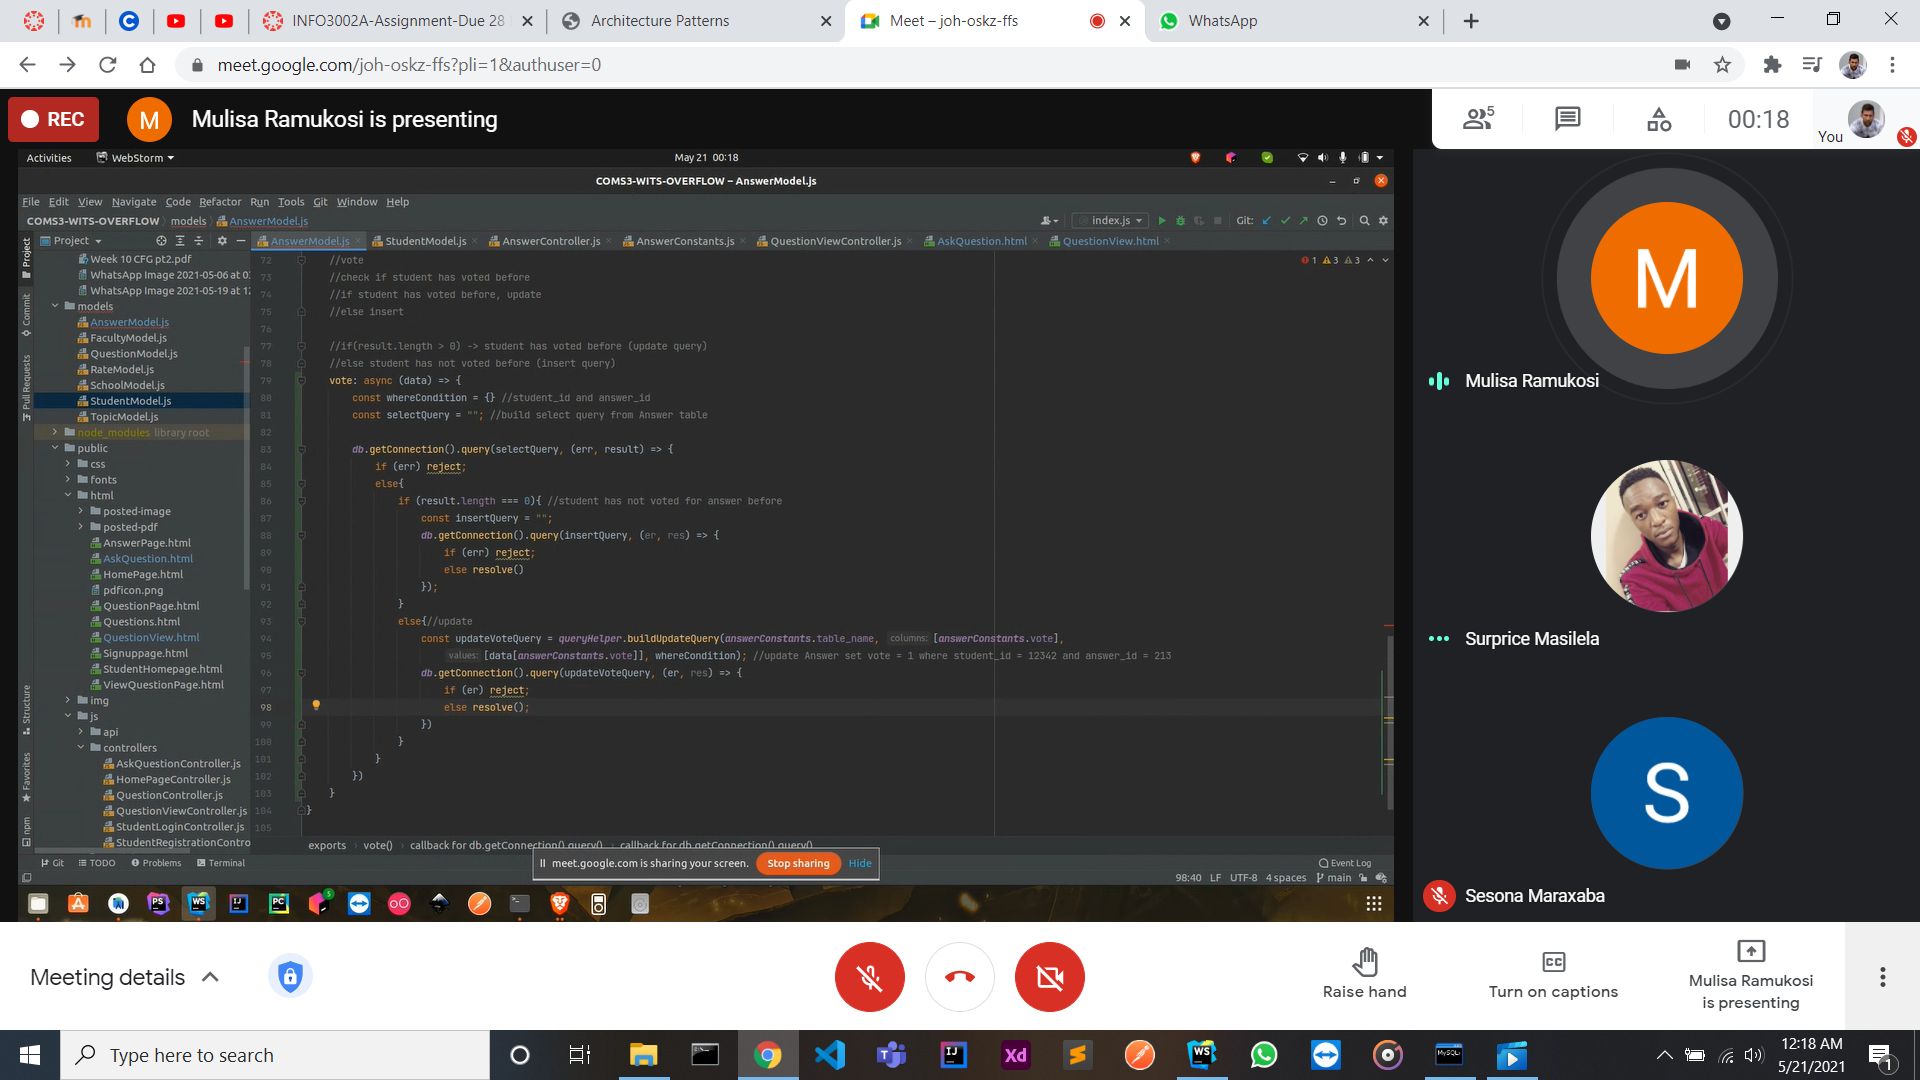 INFO3002A-Assignment-Due 28
Architecture Patterns
Meet – joh-oskz-ffs
WhatsApp
meet.google.com/joh-oskz-ffs?pli=1&authuser=0
REC
M
Mulisa Ramukosi is presenting
5
00:18
You
Activities
WebStorm
May 21 00:18
COMS3-WITS-OVERFLOW – AnswerModel.js
File Edit View Navigate Code Refactor Run Tools Git Window Help
COMS3-WITS-OVERFLOW models AnswerModel.js
index.js
Git:
Project
AnswerModel.js
StudentModel.js
AnswerController.js
AnswerConstants.js
QuestionViewController.js
AskQuestion.html
QuestionView.html
Project
Commit
Pull Requests
Structure
Favorites
npm
Week 10 CFG pt2.pdf
WhatsApp Image 2021-05-06 at 0
WhatsApp Image 2021-05-19 at 12
models
AnswerModel.js
FacultyModel.js
QuestionModel.js
RateModel.js
SchoolModel.js
StudentModel.js
TopicModel.js
node_modules library root
public
css
fonts
html
posted-image
posted-pdf
AnswerPage.html
AskQuestion.html
HomePage.html
pdficon.png
QuestionPage.html
Questions.html
QuestionView.html
Signuppage.html
StudentHomepage.html
ViewQuestionPage.html
img
js
api
controllers
AskQuestionController.js
HomePageController.js
QuestionController.js
QuestionViewController.js
StudentLoginController.js
StudentRegistrationContro
1 3 3
72 //vote
73 //check if student has voted before
74 //if student has voted before, update
75 //else insert
76
77 //if(result.length > 0) -> student has voted before (update query)
78 //else student has not voted before (insert query)
79 vote: async (data) => {
80 const whereCondition = {} //student_id and answer_id
81 const selectQuery = ""; //build select query from Answer table
82
83 db.getConnection().query(selectQuery, (err, result) => {
84 if (err) reject;
85 else{
86 if (result.length === 0){ //student has not voted for answer before
87 const insertQuery = "";
88 db.getConnection().query(insertQuery, (er, res) => {
89 if (err) reject;
90 else resolve()
91 });
92 }
93 else{//update
94 const updateVoteQuery = queryHelper.buildUpdateQuery(answerConstants.table_name, columns: [answerConstants.vote],
95 values: [data[answerConstants.vote]], whereCondition); //update Answer set vote = 1 where student_id = 12342 and answer_id = 213
96 db.getConnection().query(updateVoteQuery, (er, res) => {
97 if (er) reject;
98 else resolve();
99 })
100 }
101 }
102 })
103 }
104 }
105
exports vote() callback for db.getConnection().query() callback for db.getConnection().query()
Git TODO Problems Terminal
meet.google.com is sharing your screen. Stop sharing Hide
Event Log
98:40 LF UTF-8 4 spaces main
M
Mulisa Ramukosi
Surprice Masilela
S
Sesona Maraxaba
Meeting details
Raise hand
Turn on captions
Mulisa Ramukosi
is presenting
Type here to search
12:18 AM
5/21/2021
1